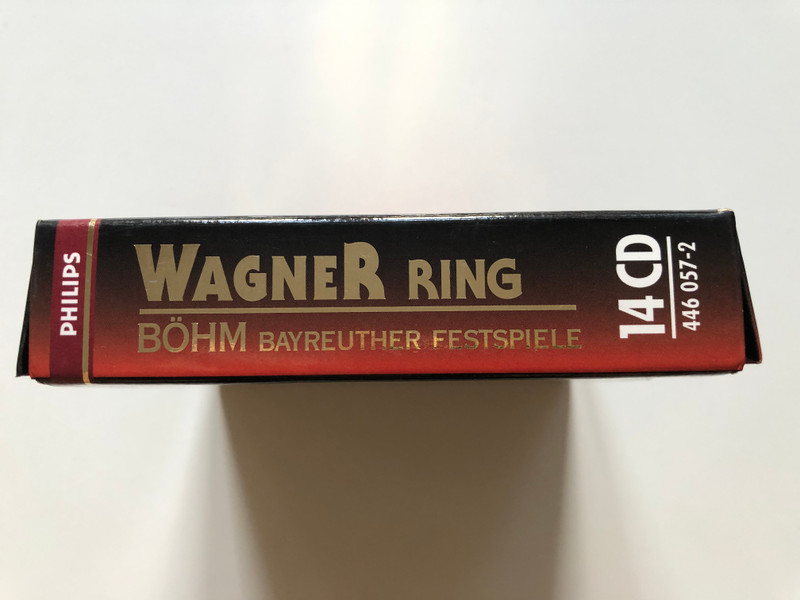 PHILIPS
WAGNER RING
BÖHM BAYREUTHER FESTSPIELE
14 CD
446 057-2